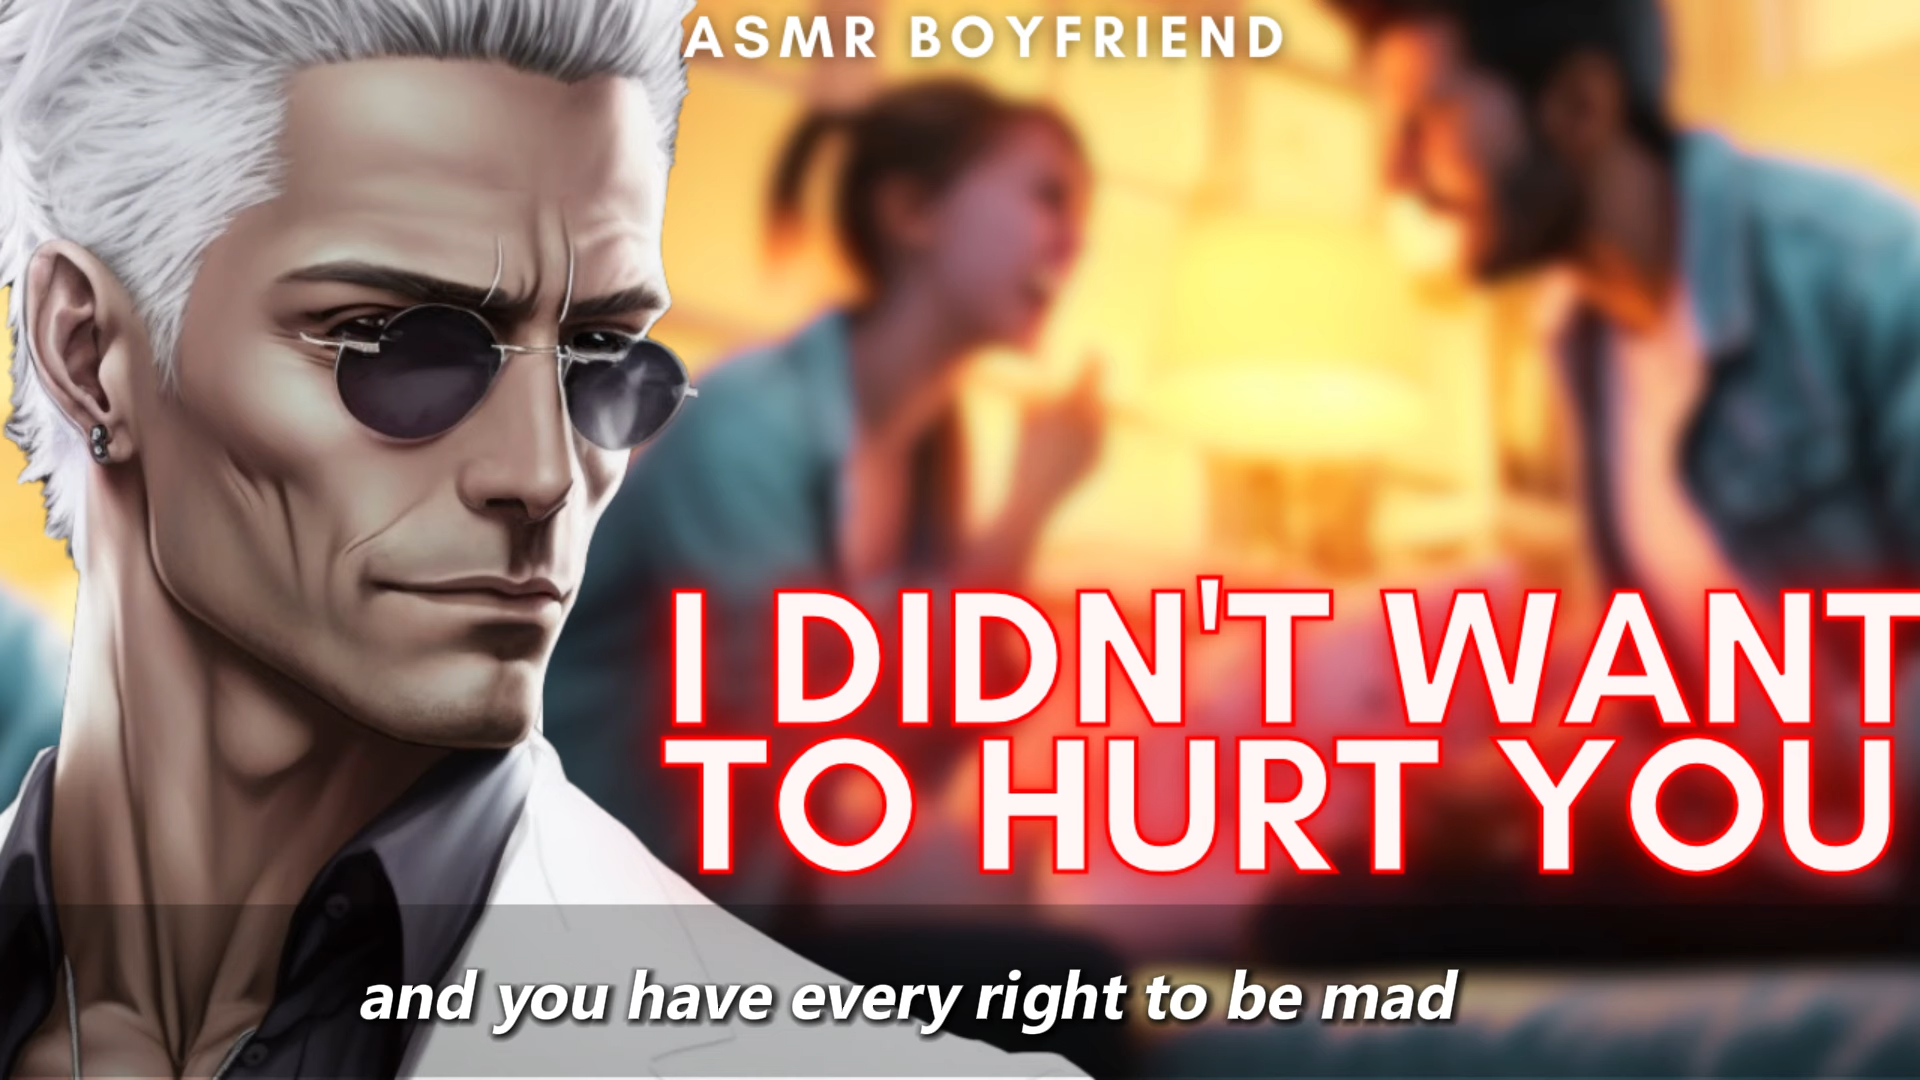 ASMR BOYFRIEND
I DIDN'T WANT
TO HURT YOU
and you have every right to be mad